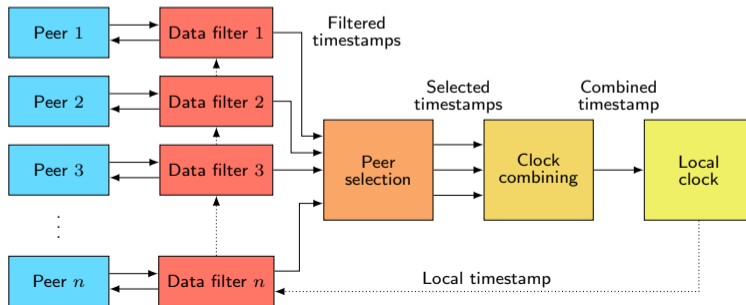 Peer 1
Data filter 1
Filtered
timestamps
Peer 2
Data filter 2
Selected
timestamps
Combined
timestamp
Peer 3
Data filter 3
Peer
selection
Clock
combining
Local
clock
...
Peer n
Data filter n
Local timestamp